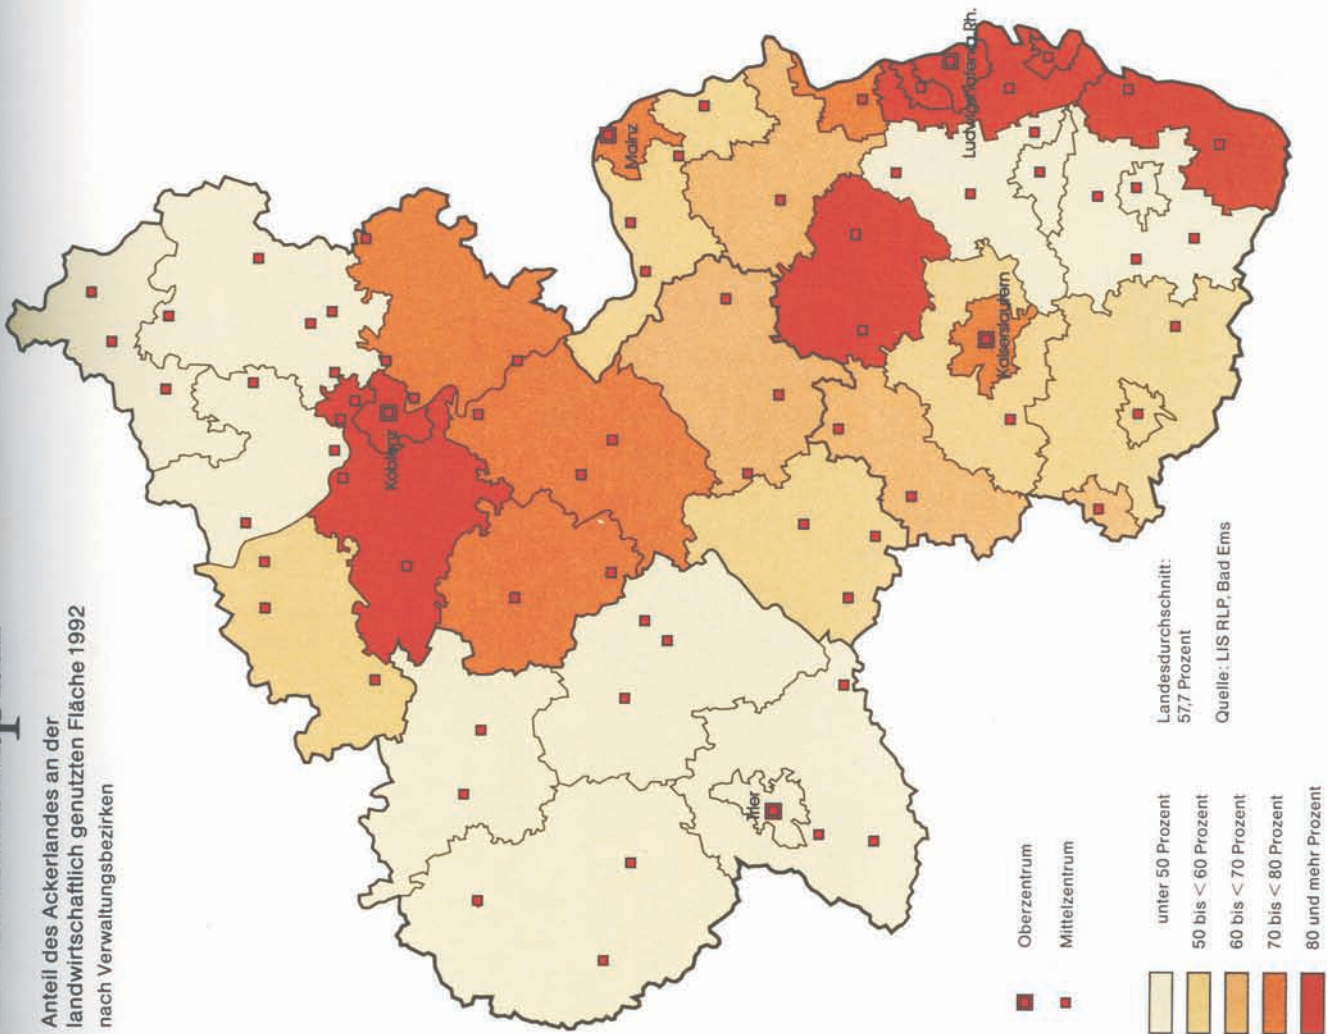 Anteil des Ackerlandes an der
landwirtschaftlich genutzten Fläche 1992
nach Verwaltungsbezirken
Koblenz
Mainz
Ludwigshafen a. Rh.
Kaiserslautern
Trier
Oberzentrum
Mittelzentrum
unter 50 Prozent
50 bis < 60 Prozent
60 bis < 70 Prozent
70 bis < 80 Prozent
80 und mehr Prozent
Landesdurchschnitt:
57,7 Prozent
Quelle: LIS RLP, Bad Ems